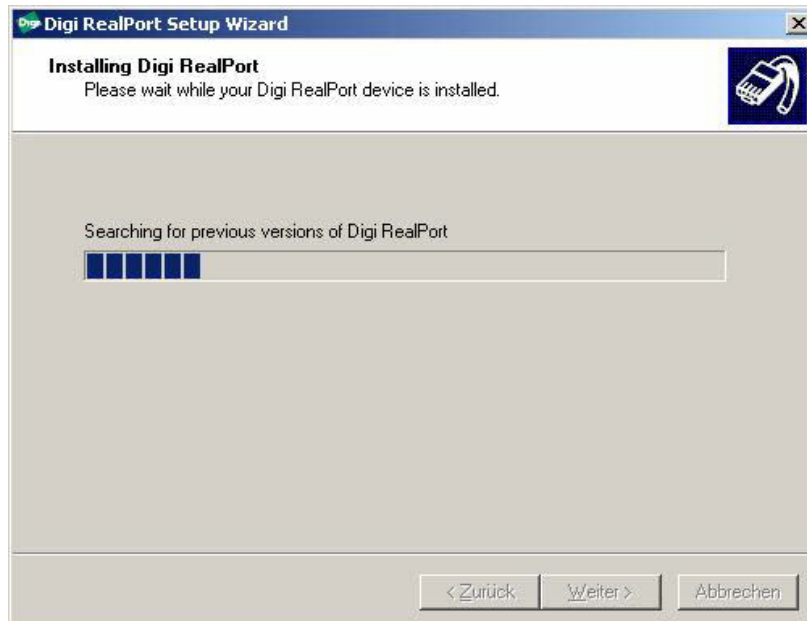 Digi Digi RealPort Setup Wizard
Installing Digi RealPort
Please wait while your Digi RealPort device is installed.
Searching for previous versions of Digi RealPort
< Zurück Weiter > Abbrechen